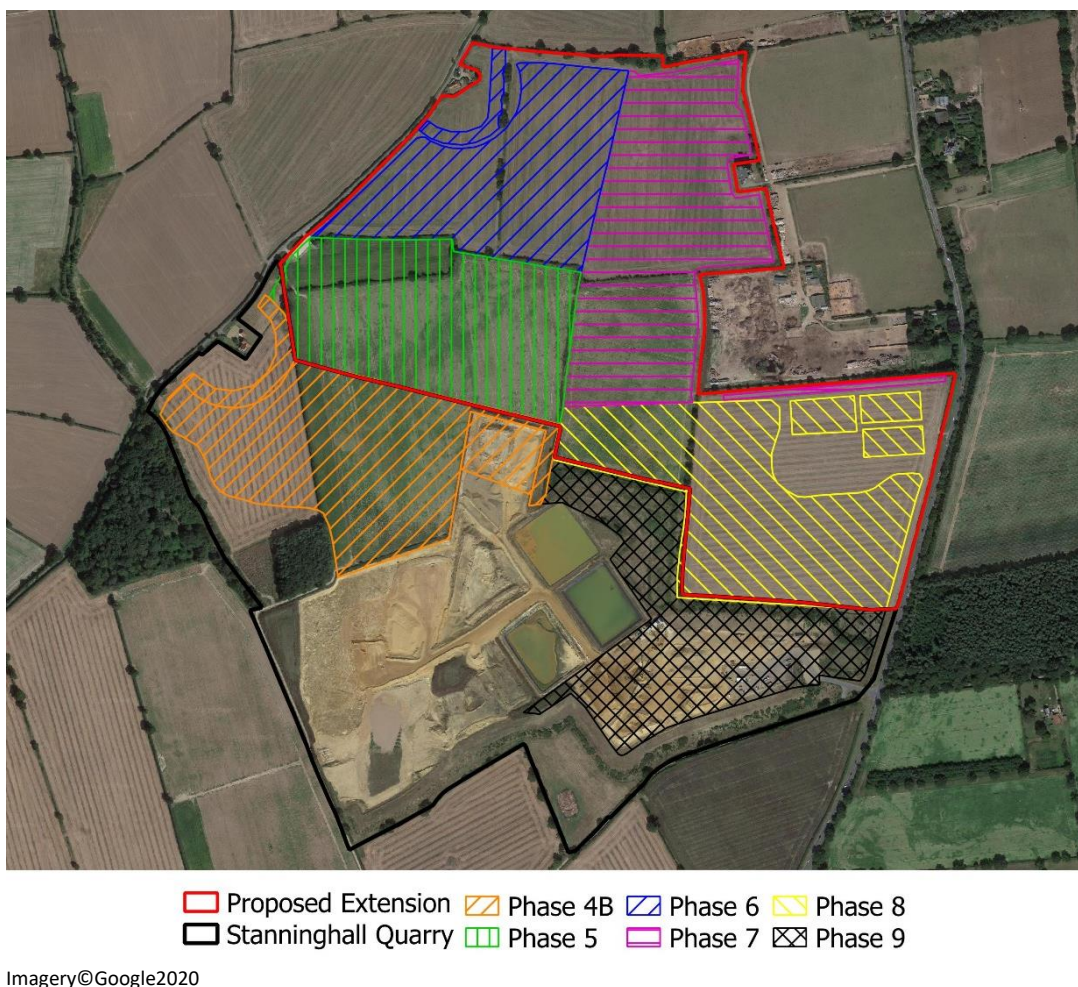 Proposed Extension Phase 4B Phase 6 Phase 8
Stanninghall Quarry Phase 5 Phase 7 Phase 9
Imagery©Google2020